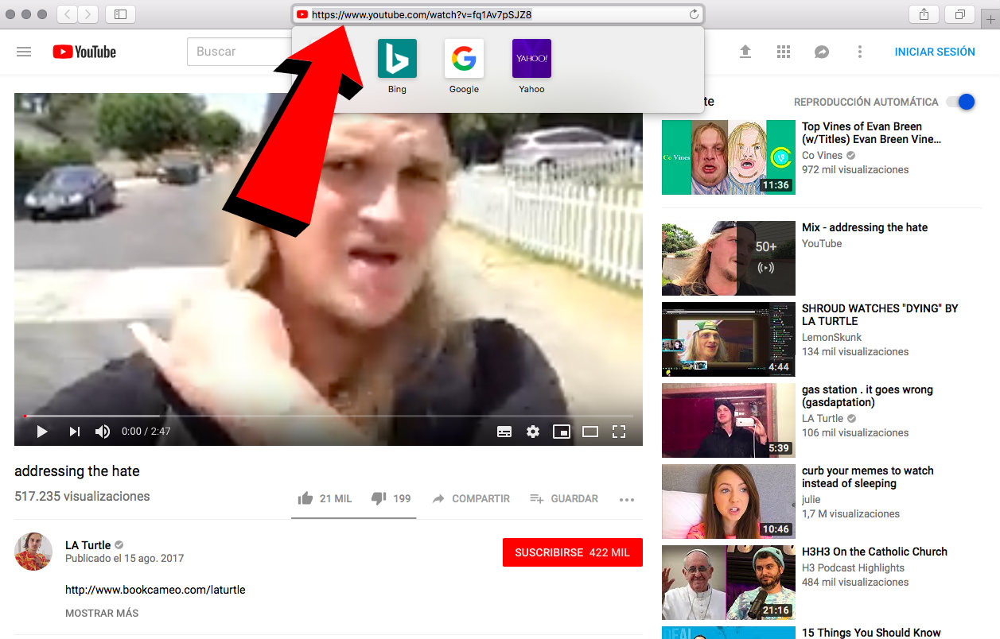 https://www.youtube.com/watch?v=fq1Av7pSJZ8
YouTube
Buscar
Bing
Google
YAHOO!
Yahoo
INICIAR SESIÓN
te
REPRODUCCIÓN AUTOMÁTICA
0:00 / 2:47
addressing the hate
517.235 visualizaciones
21 MIL
199
COMPARTIR
GUARDAR
LA Turtle
Publicado el 15 ago. 2017
SUSCRIBIRSE 422 MIL
http://www.bookcameo.com/laturtle
MOSTRAR MÁS
Co Vines
11:36
Top Vines of Evan Breen
(w/Titles) Evan Breen Vine...
Co Vines
972 mil visualizaciones
50+
Mix - addressing the hate
YouTube
4:44
SHROUD WATCHES "DYING" BY
LA TURTLE
LemonSkunk
134 mil visualizaciones
5:39
gas station . it goes wrong
(gasdaptation)
LA Turtle
106 mil visualizaciones
10:46
curb your memes to watch
instead of sleeping
julie
1,7 M visualizaciones
21:16
H3H3 On the Catholic Church
H3 Podcast Highlights
484 mil visualizaciones
DEAL
15 Things You Should Know